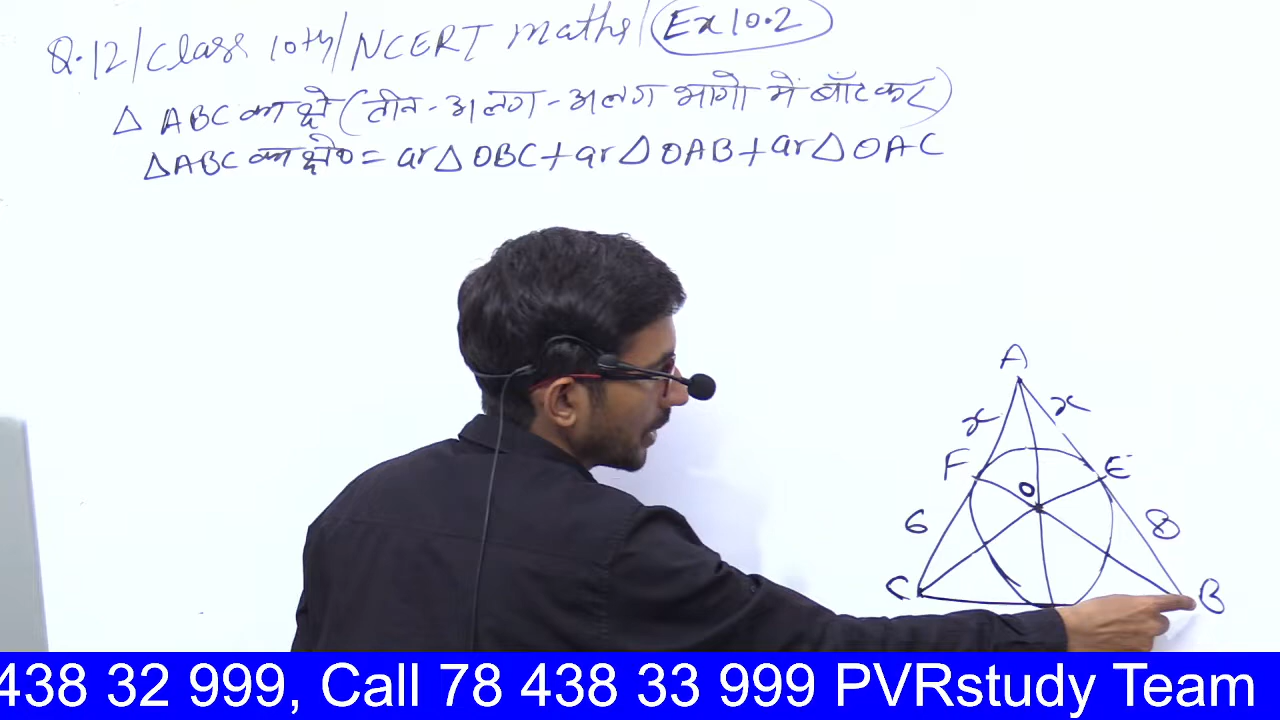 Q.12/Class 10th/NCERT Maths/Ex 10.2
△ ABC का क्षे (तीन-अलग-अलग भागो में बाँट कर)
△ABC का क्षे० = ar△OBC+ar△OAB+ar△OAC
A
x x
F E
O
6 8
C B
438 32 999, Call 78 438 33 999 PVRstudy Team